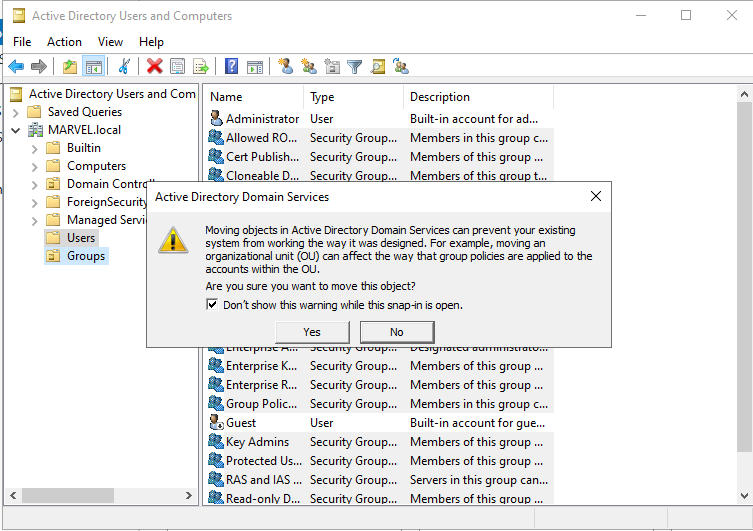 Active Directory Users and Computers
File Action View Help
Active Directory Users and Com
Saved Queries
MARVEL.local
Builtin
Computers
Domain Controll
ForeignSecurity
Managed Servi
Users
Groups
Name Type Description
Administrator User Built-in account for ad...
Allowed RO... Security Group... Members in this group c...
Cert Publish... Security Group... Members of this group ...
Cloneable D... Security Group... Members of this group t...
Active Directory Domain Services
Moving objects in Active Directory Domain Services can prevent your existing
system from working the way it was designed. For example, moving an
organizational unit (OU) can affect the way that group policies are applied to the
accounts within the OU.
Are you sure you want to move this object?
Don't show this warning while this snap-in is open.
Yes No
Enterprise A... Security Group... Designated administrato...
Enterprise K... Security Group... Members of this group ...
Enterprise R... Security Group... Members of this group ...
Group Polic... Security Group... Members in this group c...
Guest User Built-in account for gue...
Key Admins Security Group... Members of this group ...
Protected Us... Security Group... Members of this group ...
RAS and IAS ... Security Group... Servers in this group can...
Read-only D... Security Group... Members of this group ...